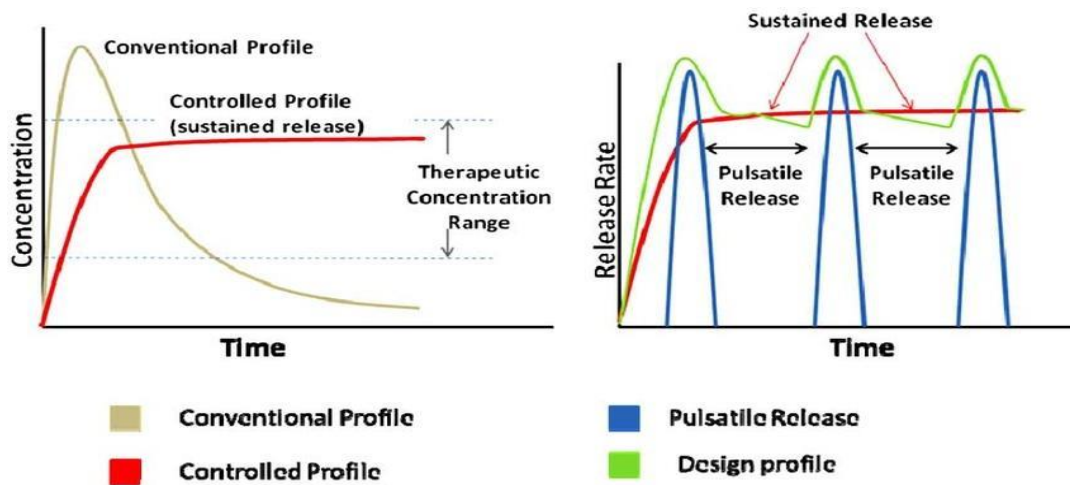 Conventional Profile
Controlled Profile
(sustained release)
Therapeutic
Concentration
Range
Concentration
Time
Sustained Release
Pulsatile
Release
Pulsatile
Release
Release Rate
Time
Conventional Profile
Controlled Profile
Pulsatile Release
Design profile